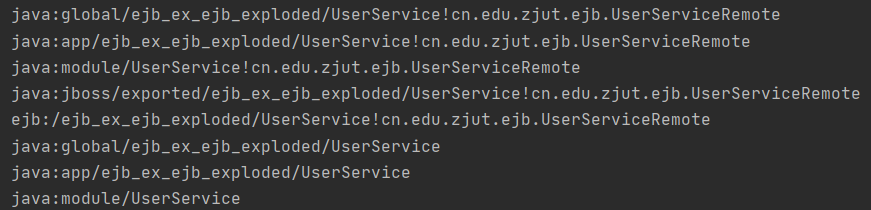 java:global/ejb_ex_ejb_exploded/UserService!cn.edu.zjut.ejb.UserServiceRemote
java:app/ejb_ex_ejb_exploded/UserService!cn.edu.zjut.ejb.UserServiceRemote
java:module/UserService!cn.edu.zjut.ejb.UserServiceRemote
java:jboss/exported/ejb_ex_ejb_exploded/UserService!cn.edu.zjut.ejb.UserServiceRemote
ejb:/ejb_ex_ejb_exploded/UserService!cn.edu.zjut.ejb.UserServiceRemote
java:global/ejb_ex_ejb_exploded/UserService
java:app/ejb_ex_ejb_exploded/UserService
java:module/UserService